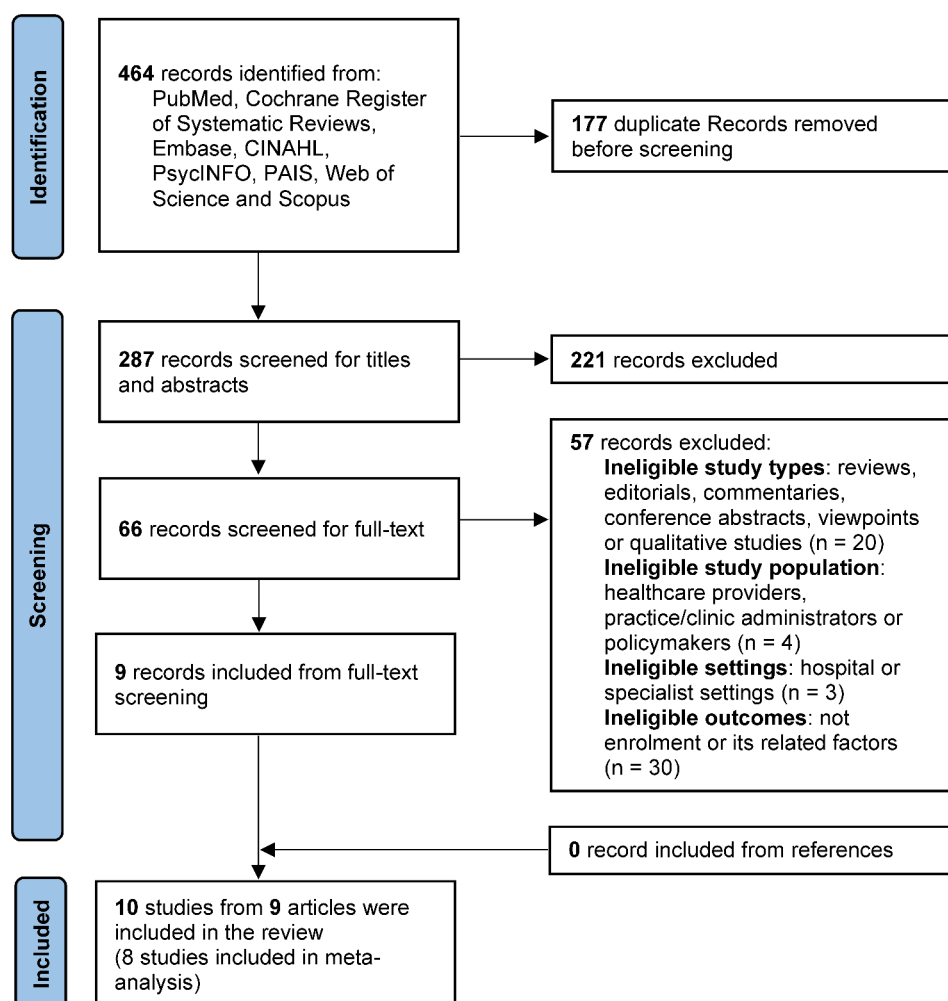 Identification
464 records identified from:
PubMed, Cochrane Register
of Systematic Reviews,
Embase, CINAHL,
PsycINFO, PAIS, Web of
Science and Scopus
177 duplicate Records removed
before screening
Screening
287 records screened for titles
and abstracts
221 records excluded
66 records screened for full-text
57 records excluded:
Ineligible study types: reviews,
editorials, commentaries,
conference abstracts, viewpoints
or qualitative studies (n = 20)
Ineligible study population:
healthcare providers,
practice/clinic administrators or
policymakers (n = 4)
Ineligible settings: hospital or
specialist settings (n = 3)
Ineligible outcomes: not
enrolment or its related factors
(n = 30)
9 records included from full-text
screening
0 record included from references
Included
10 studies from 9 articles were
included in the review
(8 studies included in meta-
analysis)